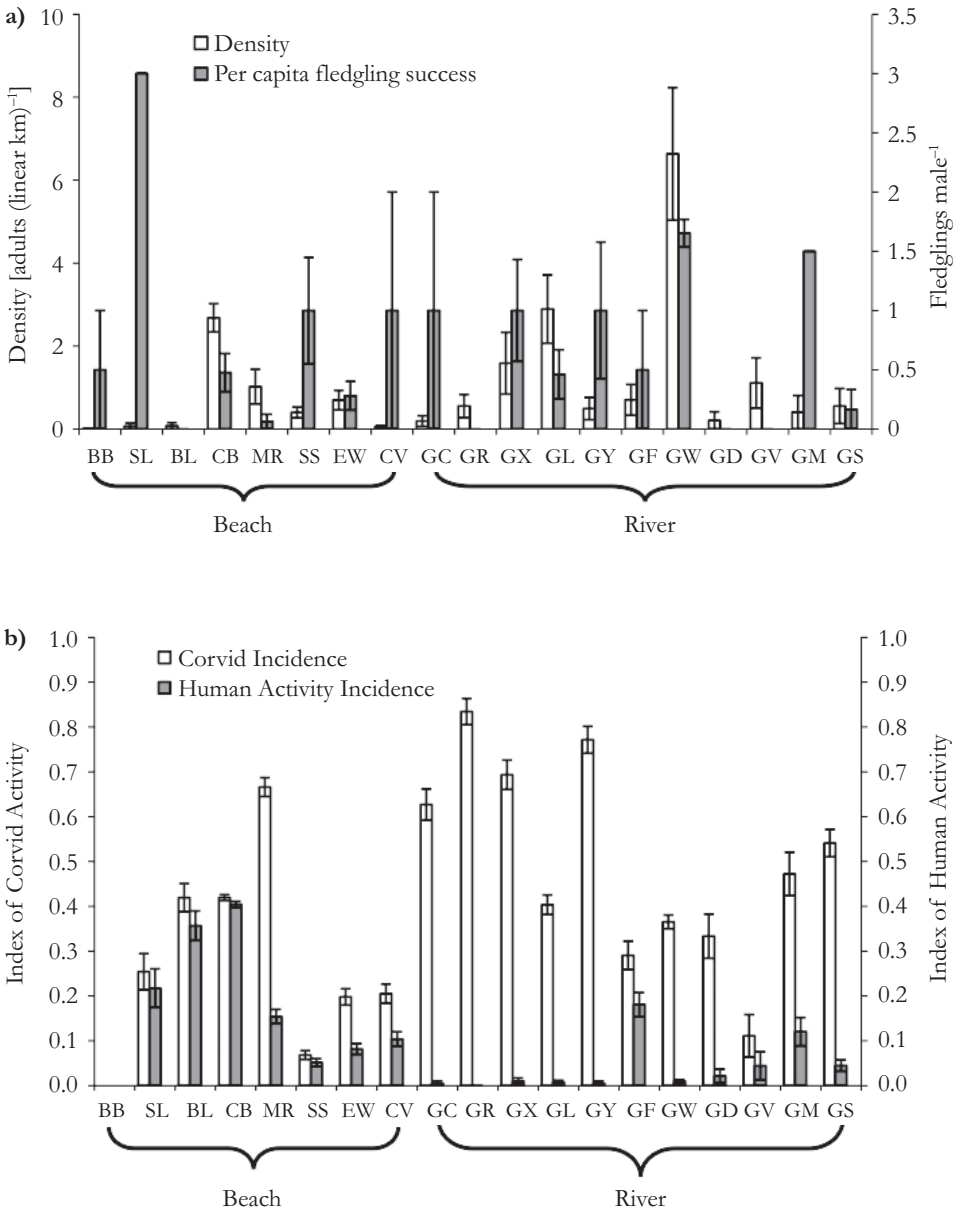 a)
Density
Per capita fledgling success
Density [adults (linear km)⁻¹]
10
8
6
4
2
0
Fledglings male⁻¹
3.5
3
2.5
2
1.5
1
0.5
0
BB SL BL CB MR SS EW CV GC GR GX GL GY GF GW GD GV GM GS
Beach River
b)
Corvid Incidence
Human Activity Incidence
Index of Corvid Activity
1.0
0.9
0.8
0.7
0.6
0.5
0.4
0.3
0.2
0.1
0.0
Index of Human Activity
1.0
0.9
0.8
0.7
0.6
0.5
0.4
0.3
0.2
0.1
0.0
BB SL BL CB MR SS EW CV GC GR GX GL GY GF GW GD GV GM GS
Beach River